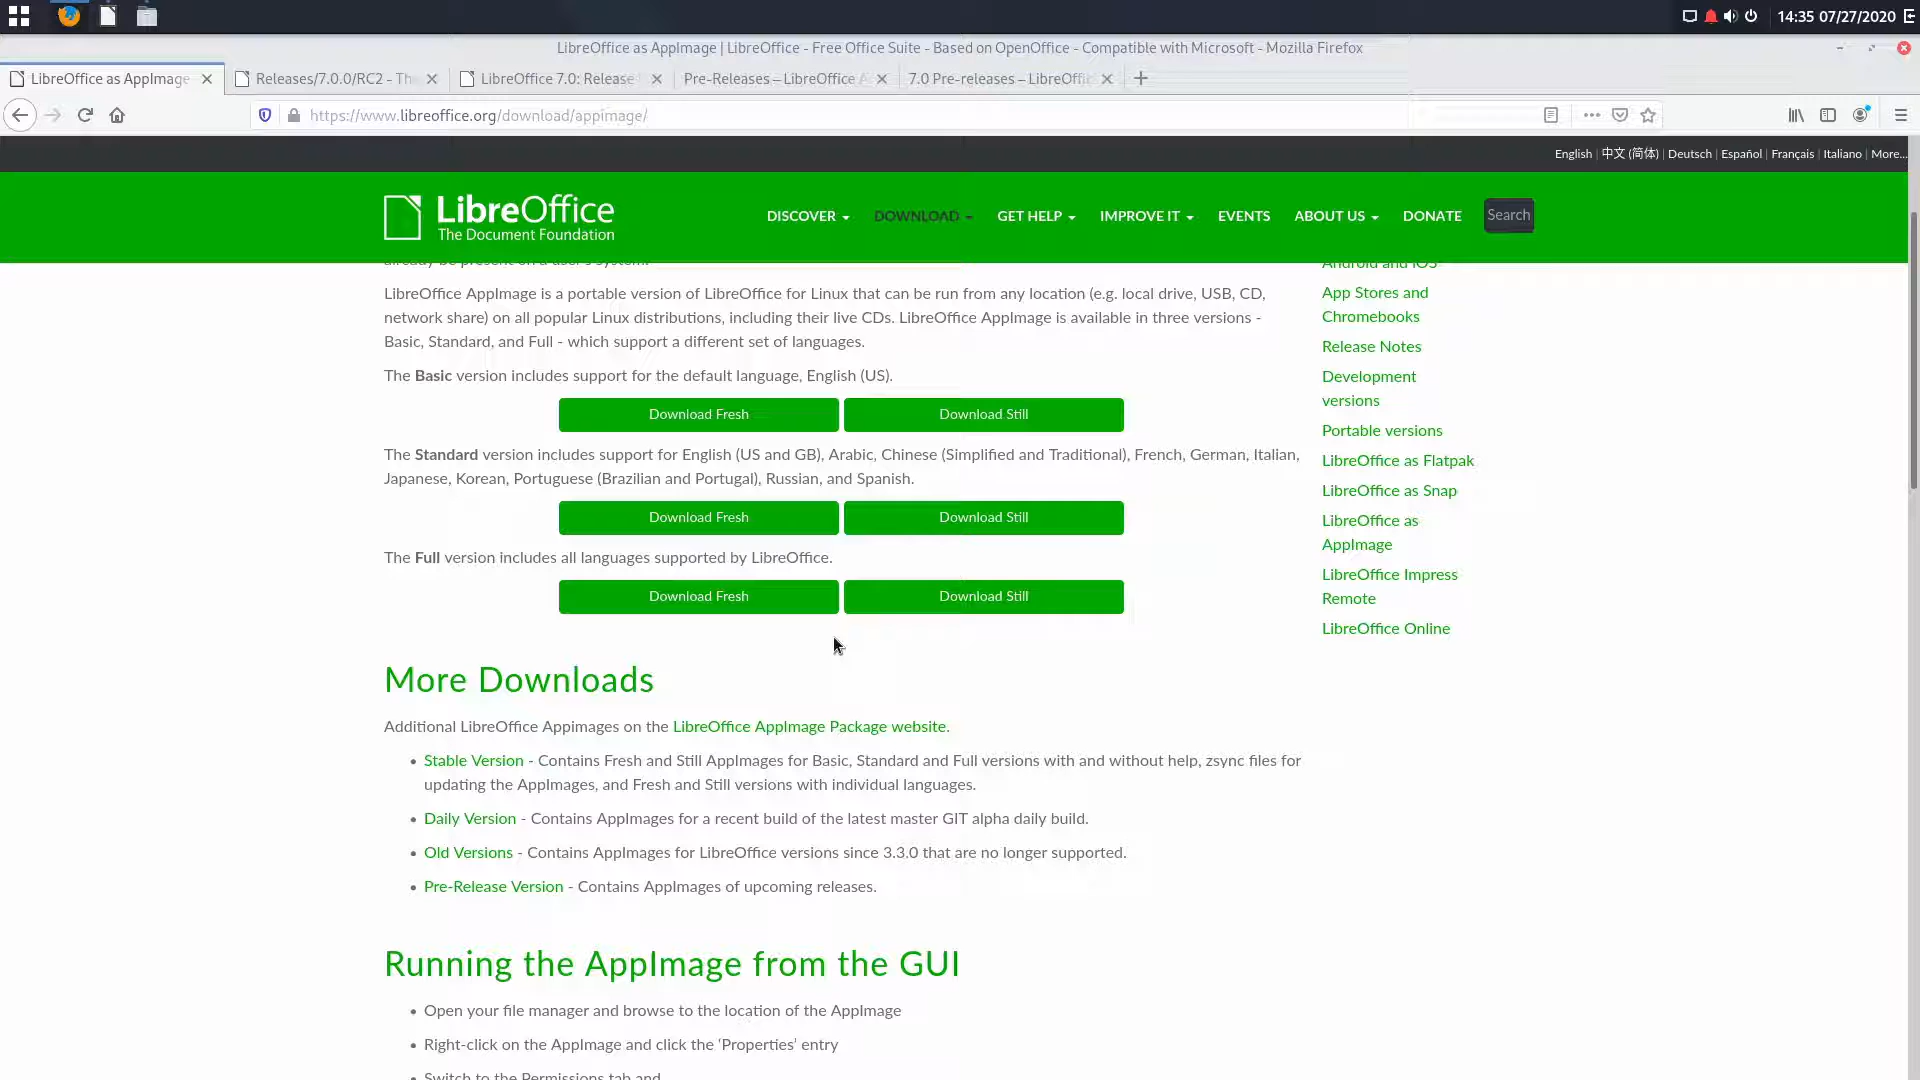 14:35 07/27/2020
LibreOffice as AppImage | LibreOffice - Free Office Suite - Based on OpenOffice - Compatible with Microsoft - Mozilla Firefox
LibreOffice as AppImage
Releases/7.0.0/RC2 - Th
LibreOffice 7.0: Release
Pre-Releases – LibreOffice A
7.0 Pre-releases – LibreOffic
https://www.libreoffice.org/download/appimage/
English | 中文 (简体) | Deutsch | Español | Français | Italiano | More...
LibreOffice
The Document Foundation
DISCOVER DOWNLOAD GET HELP IMPROVE IT EVENTS ABOUT US DONATE Search
already be present on a user's system.
LibreOffice AppImage is a portable version of LibreOffice for Linux that can be run from any location (e.g. local drive, USB, CD,
network share) on all popular Linux distributions, including their live CDs. LibreOffice AppImage is available in three versions -
Basic, Standard, and Full - which support a different set of languages.
The Basic version includes support for the default language, English (US).
Download Fresh Download Still
The Standard version includes support for English (US and GB), Arabic, Chinese (Simplified and Traditional), French, German, Italian,
Japanese, Korean, Portuguese (Brazilian and Portugal), Russian, and Spanish.
Download Fresh Download Still
The Full version includes all languages supported by LibreOffice.
Download Fresh Download Still
More Downloads
Additional LibreOffice Appimages on the LibreOffice AppImage Package website.
• Stable Version - Contains Fresh and Still AppImages for Basic, Standard and Full versions with and without help, zsync files for
updating the AppImages, and Fresh and Still versions with individual languages.
• Daily Version - Contains AppImages for a recent build of the latest master GIT alpha daily build.
• Old Versions - Contains AppImages for LibreOffice versions since 3.3.0 that are no longer supported.
• Pre-Release Version - Contains AppImages of upcoming releases.
Running the AppImage from the GUI
• Open your file manager and browse to the location of the AppImage
• Right-click on the AppImage and click the ‘Properties’ entry
• Switch to the Permissions tab and
Android and iOS
App Stores and
Chromebooks
Release Notes
Development
versions
Portable versions
LibreOffice as Flatpak
LibreOffice as Snap
LibreOffice as
AppImage
LibreOffice Impress
Remote
LibreOffice Online